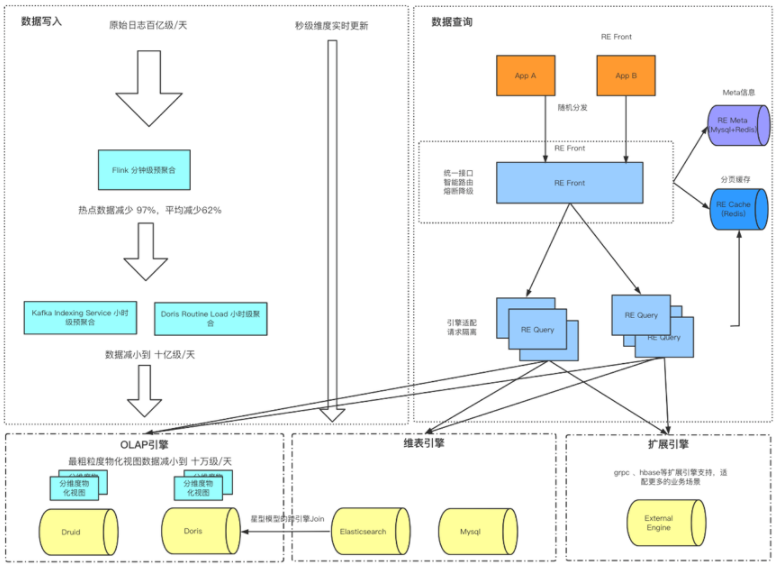 数据写入
原始日志百亿级/天
秒级维度实时更新
Flink 分钟级预聚合
热点数据减少 97%，平均减少62%
Kafka Indexing Service 小时
级预聚合
Doris Routine Load 小时级聚
合
数据减小到 十亿级/天
数据查询
RE Front
App A
App B
随机分发
Meta信息
RE Meta
(Mysql+Redis)
RE Front
统一接口
智能路由
熔断降级
RE Front
分页缓存
RE Cache
(Redis)
引擎适配
请求隔离
RE Query
RE Query
RE Query
OLAP引擎
最粗粒度物化视图数据减小到 十万级/天
分维度物
化视图
分维度物
化视图
Druid
Doris
星型模型的跨引擎Join
维表引擎
Elasticsearch
Mysql
扩展引擎
grpc 、hbase等扩展引擎支持，适
配更多的业务场景
External
Engine